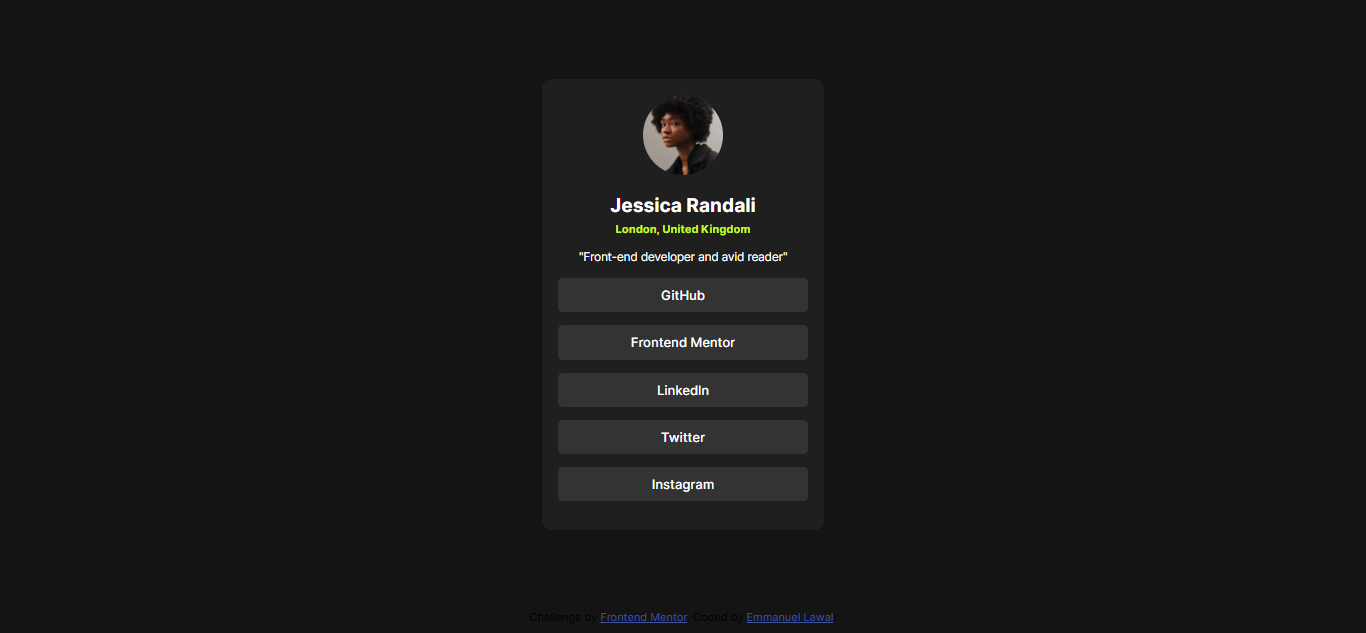 Jessica Randali
London, United Kingdom
"Front-end developer and avid reader"
GitHub
Frontend Mentor
LinkedIn
Twitter
Instagram
Challenge by Frontend Mentor. Coded by Emmanuel Lawal